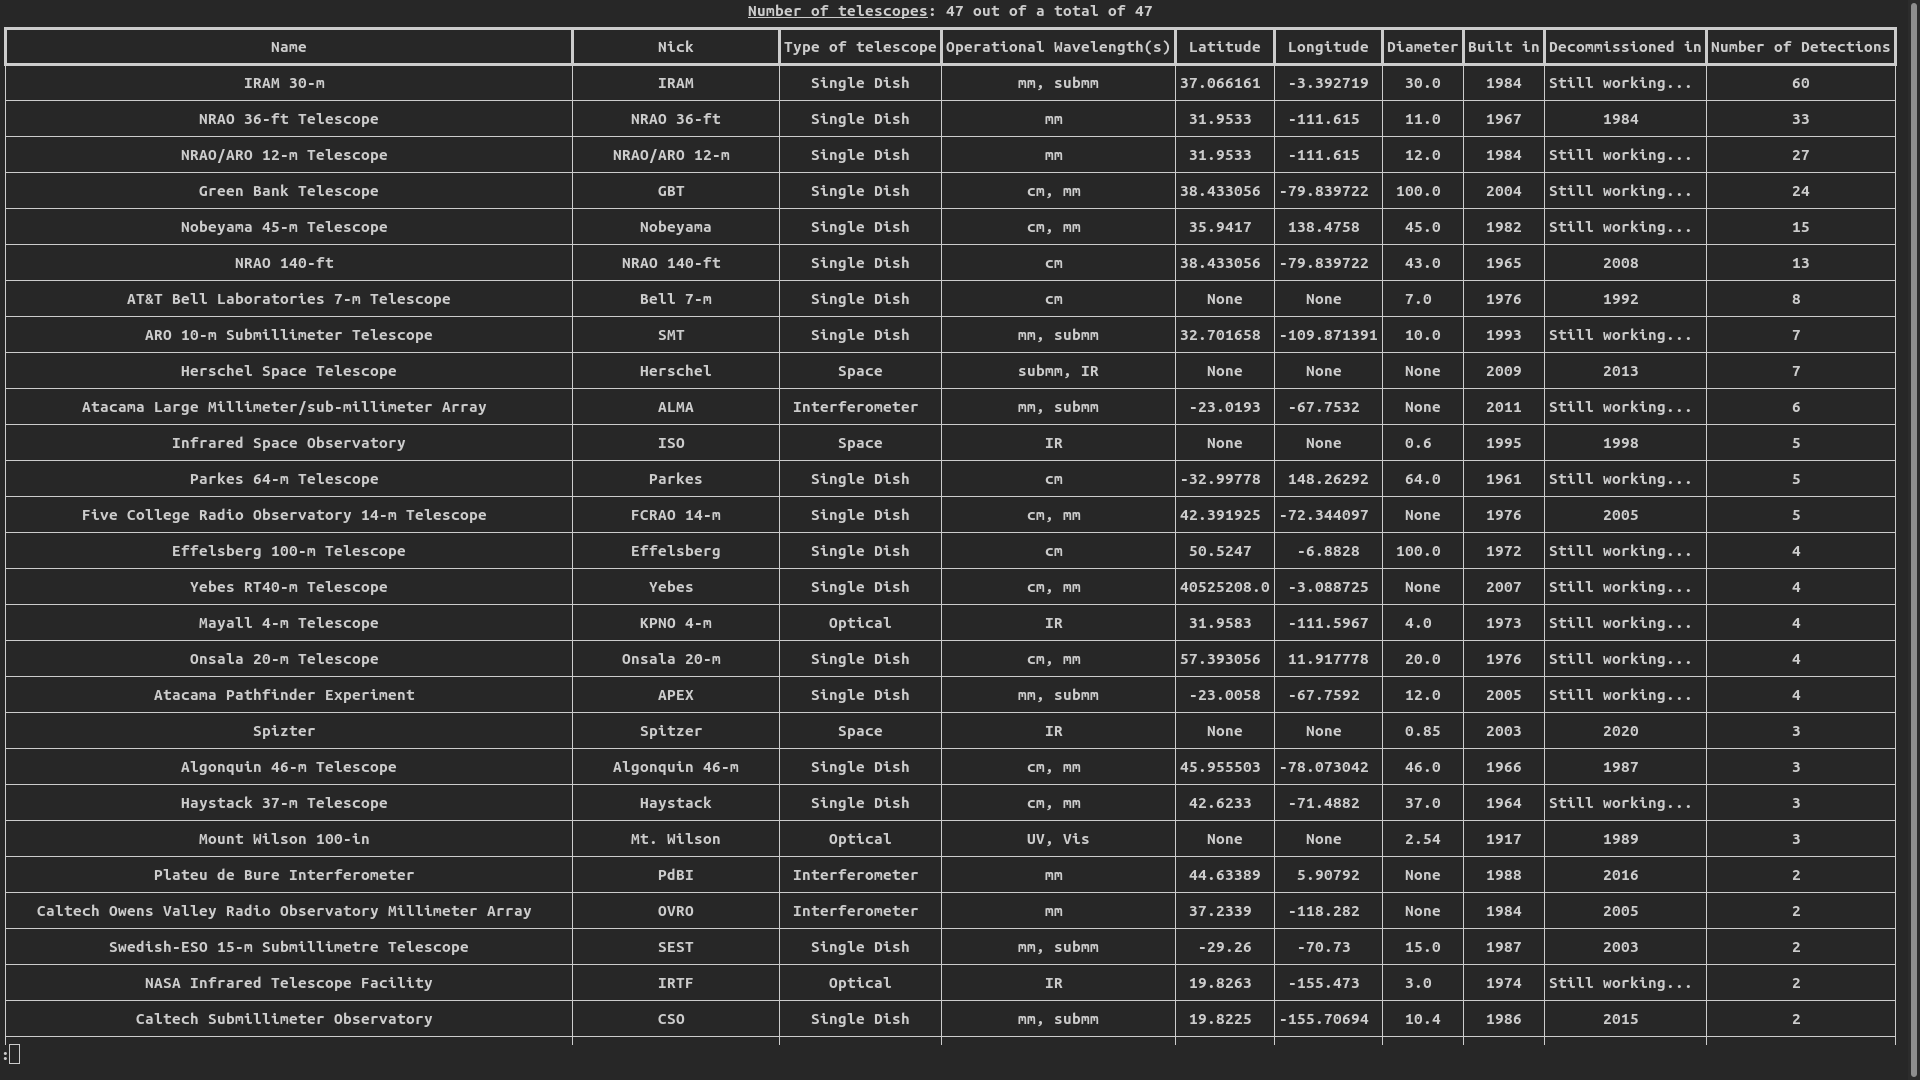 Number of telescopes: 47 out of a total of 47
Name Nick Type of telescope Operational Wavelength(s) Latitude Longitude Diameter Built in Decommissioned in Number of Detections
IRAM 30-m IRAM Single Dish mm, submm 37.066161 -3.392719 30.0 1984 Still working... 60
NRAO 36-ft Telescope NRAO 36-ft Single Dish mm 31.9533 -111.615 11.0 1967 1984 33
NRAO/ARO 12-m Telescope NRAO/ARO 12-m Single Dish mm 31.9533 -111.615 12.0 1984 Still working... 27
Green Bank Telescope GBT Single Dish cm, mm 38.433056 -79.839722 100.0 2004 Still working... 24
Nobeyama 45-m Telescope Nobeyama Single Dish cm, mm 35.9417 138.4758 45.0 1982 Still working... 15
NRAO 140-ft NRAO 140-ft Single Dish cm 38.433056 -79.839722 43.0 1965 2008 13
AT&T Bell Laboratories 7-m Telescope Bell 7-m Single Dish cm None None 7.0 1976 1992 8
ARO 10-m Submillimeter Telescope SMT Single Dish mm, submm 32.701658 -109.871391 10.0 1993 Still working... 7
Herschel Space Telescope Herschel Space submm, IR None None None 2009 2013 7
Atacama Large Millimeter/sub-millimeter Array ALMA Interferometer mm, submm -23.0193 -67.7532 None 2011 Still working... 6
Infrared Space Observatory ISO Space IR None None 0.6 1995 1998 5
Parkes 64-m Telescope Parkes Single Dish cm -32.99778 148.26292 64.0 1961 Still working... 5
Five College Radio Observatory 14-m Telescope FCRAO 14-m Single Dish cm, mm 42.391925 -72.344097 None 1976 2005 5
Effelsberg 100-m Telescope Effelsberg Single Dish cm 50.5247 -6.8828 100.0 1972 Still working... 4
Yebes RT40-m Telescope Yebes Single Dish cm, mm 40525208.0 -3.088725 None 2007 Still working... 4
Mayall 4-m Telescope KPNO 4-m Optical IR 31.9583 -111.5967 4.0 1973 Still working... 4
Onsala 20-m Telescope Onsala 20-m Single Dish cm, mm 57.393056 11.917778 20.0 1976 Still working... 4
Atacama Pathfinder Experiment APEX Single Dish mm, submm -23.0058 -67.7592 12.0 2005 Still working... 4
Spizter Spitzer Space IR None None 0.85 2003 2020 3
Algonquin 46-m Telescope Algonquin 46-m Single Dish cm, mm 45.955503 -78.073042 46.0 1966 1987 3
Haystack 37-m Telescope Haystack Single Dish cm, mm 42.6233 -71.4882 37.0 1964 Still working... 3
Mount Wilson 100-in Mt. Wilson Optical UV, Vis None None 2.54 1917 1989 3
Plateu de Bure Interferometer PdBI Interferometer mm 44.63389 5.90792 None 1988 2016 2
Caltech Owens Valley Radio Observatory Millimeter Array OVRO Interferometer mm 37.2339 -118.282 None 1984 2005 2
Swedish-ESO 15-m Submillimetre Telescope SEST Single Dish mm, submm -29.26 -70.73 15.0 1987 2003 2
NASA Infrared Telescope Facility IRTF Optical IR 19.8263 -155.473 3.0 1974 Still working... 2
Caltech Submillimeter Observatory CSO Single Dish mm, submm 19.8225 -155.70694 10.4 1986 2015 2
: